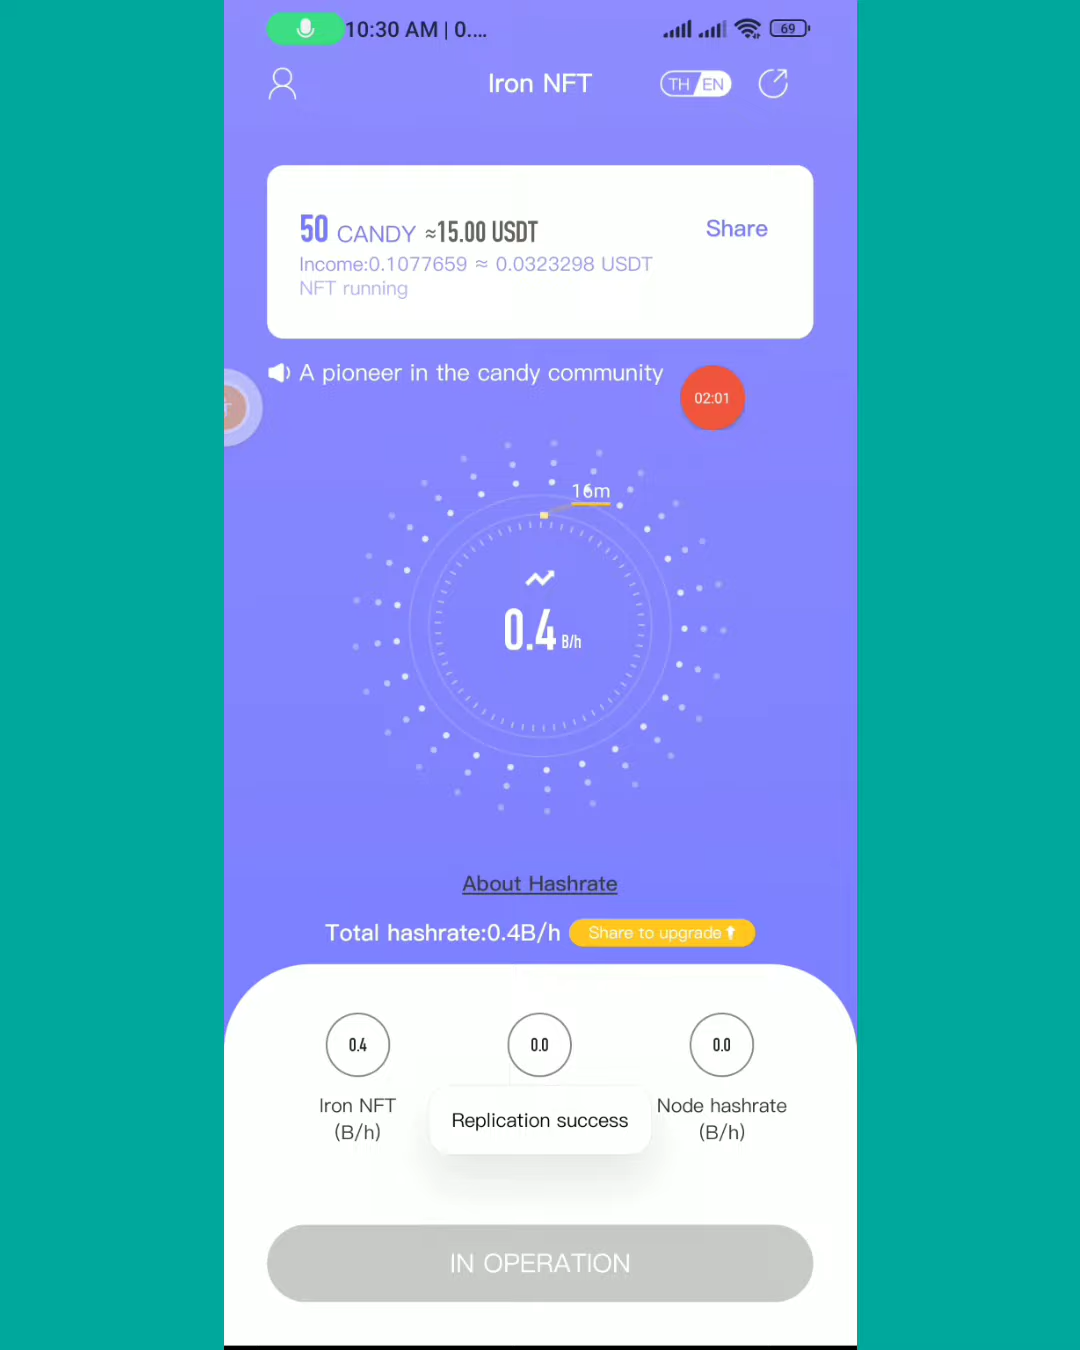 10:30 AM | 0....
69
Iron NFT
TH EN
50 CANDY ≈15.00 USDT
Share
Income:0.1077659 ≈ 0.0323298 USDT
NFT running
A pioneer in the candy community
02:01
16m
0.4 B/h
About Hashrate
Total hashrate:0.4B/h Share to upgrade
0.4
0.0
0.0
Iron NFT
(B/h)
Replication success
Node hashrate
(B/h)
IN OPERATION